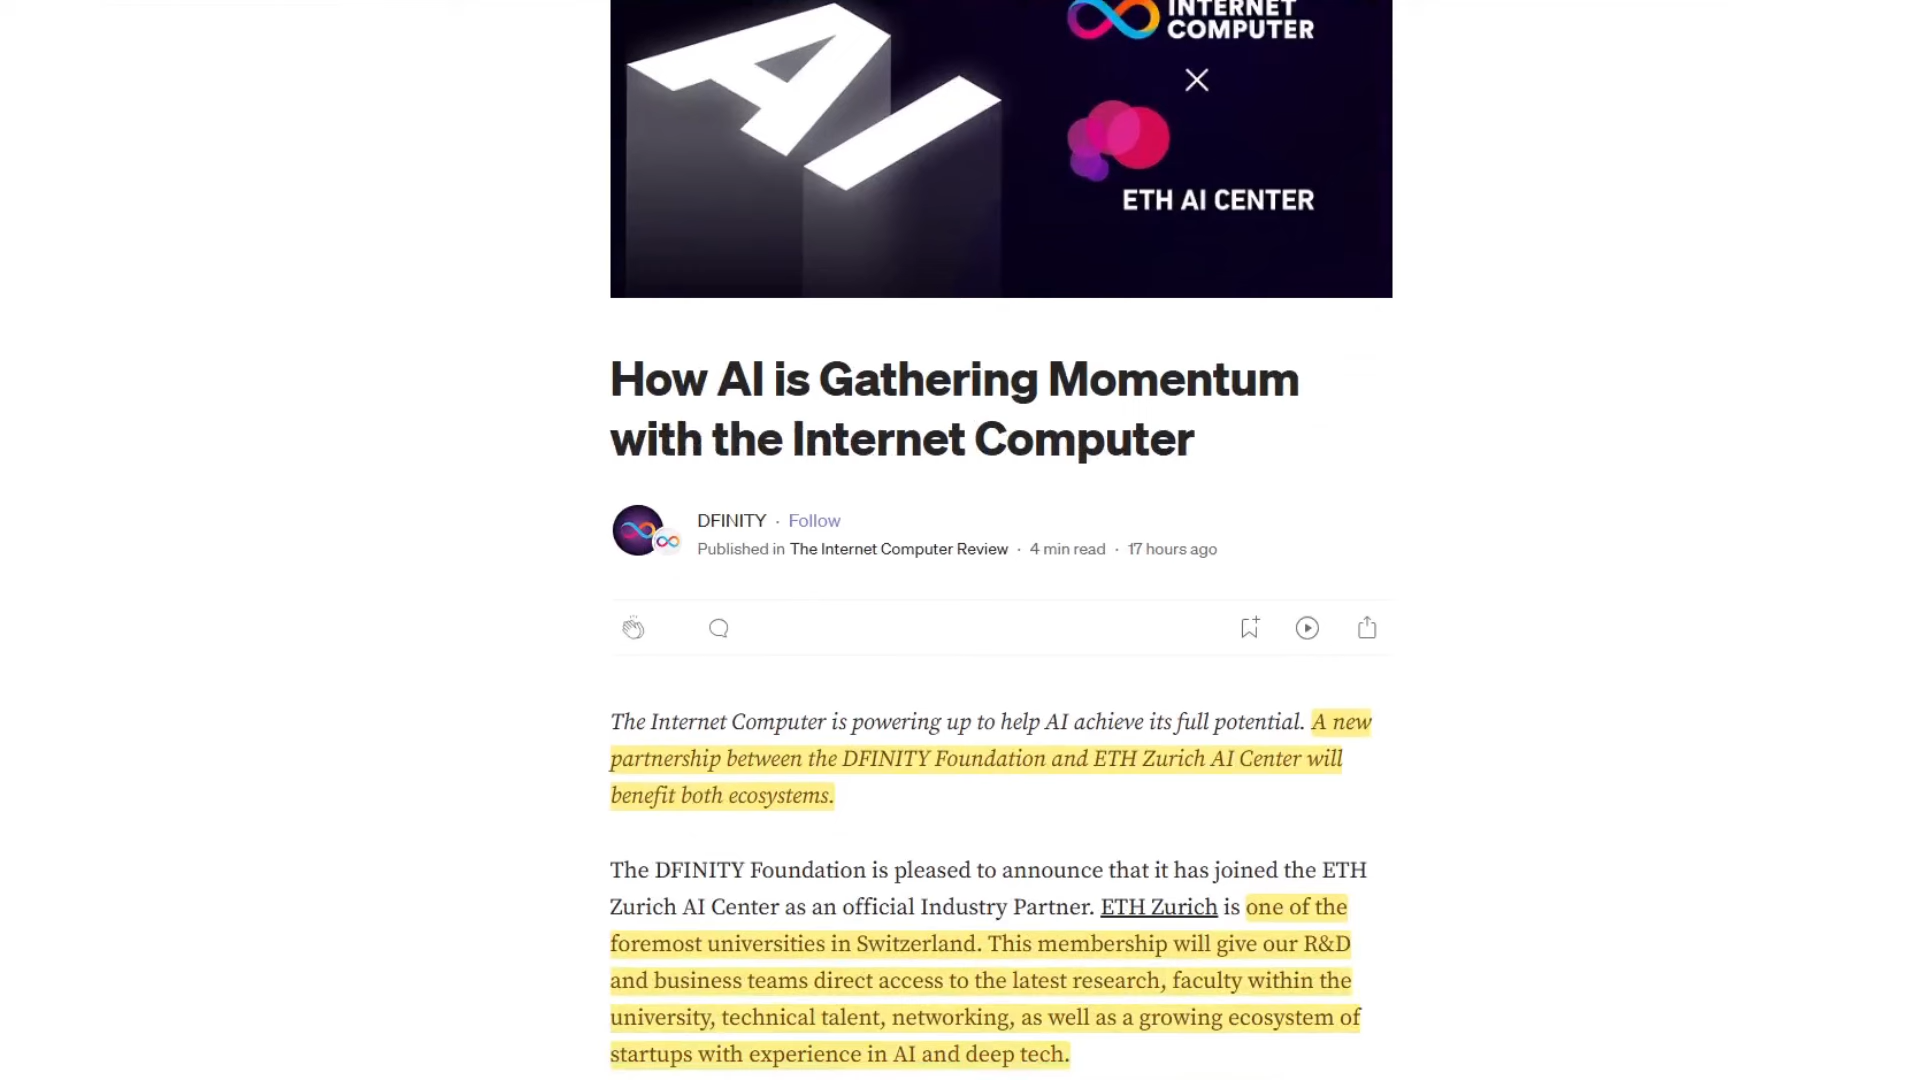 AI
INTERNET
COMPUTER
ETH AI CENTER
How AI is Gathering Momentum
with the Internet Computer
DFINITY · Follow
Published in The Internet Computer Review · 4 min read · 17 hours ago
The Internet Computer is powering up to help AI achieve its full potential. A new
partnership between the DFINITY Foundation and ETH Zurich AI Center will
benefit both ecosystems.
The DFINITY Foundation is pleased to announce that it has joined the ETH
Zurich AI Center as an official Industry Partner. ETH Zurich is one of the
foremost universities in Switzerland. This membership will give our R&D
and business teams direct access to the latest research, faculty within the
university, technical talent, networking, as well as a growing ecosystem of
startups with experience in AI and deep tech.